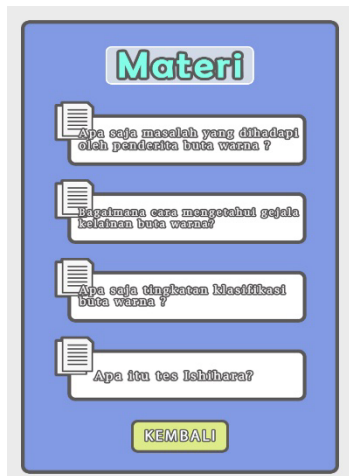 Materi
Apa saja masalah yang dihadapi
oleh penderita buta warna ?
Bagaimana cara mengetahui gejala
kelainan buta warna?
Apa saja tingkatan klasifikasi
buta warna ?
Apa itu tes Ishihara?
KEMBALI